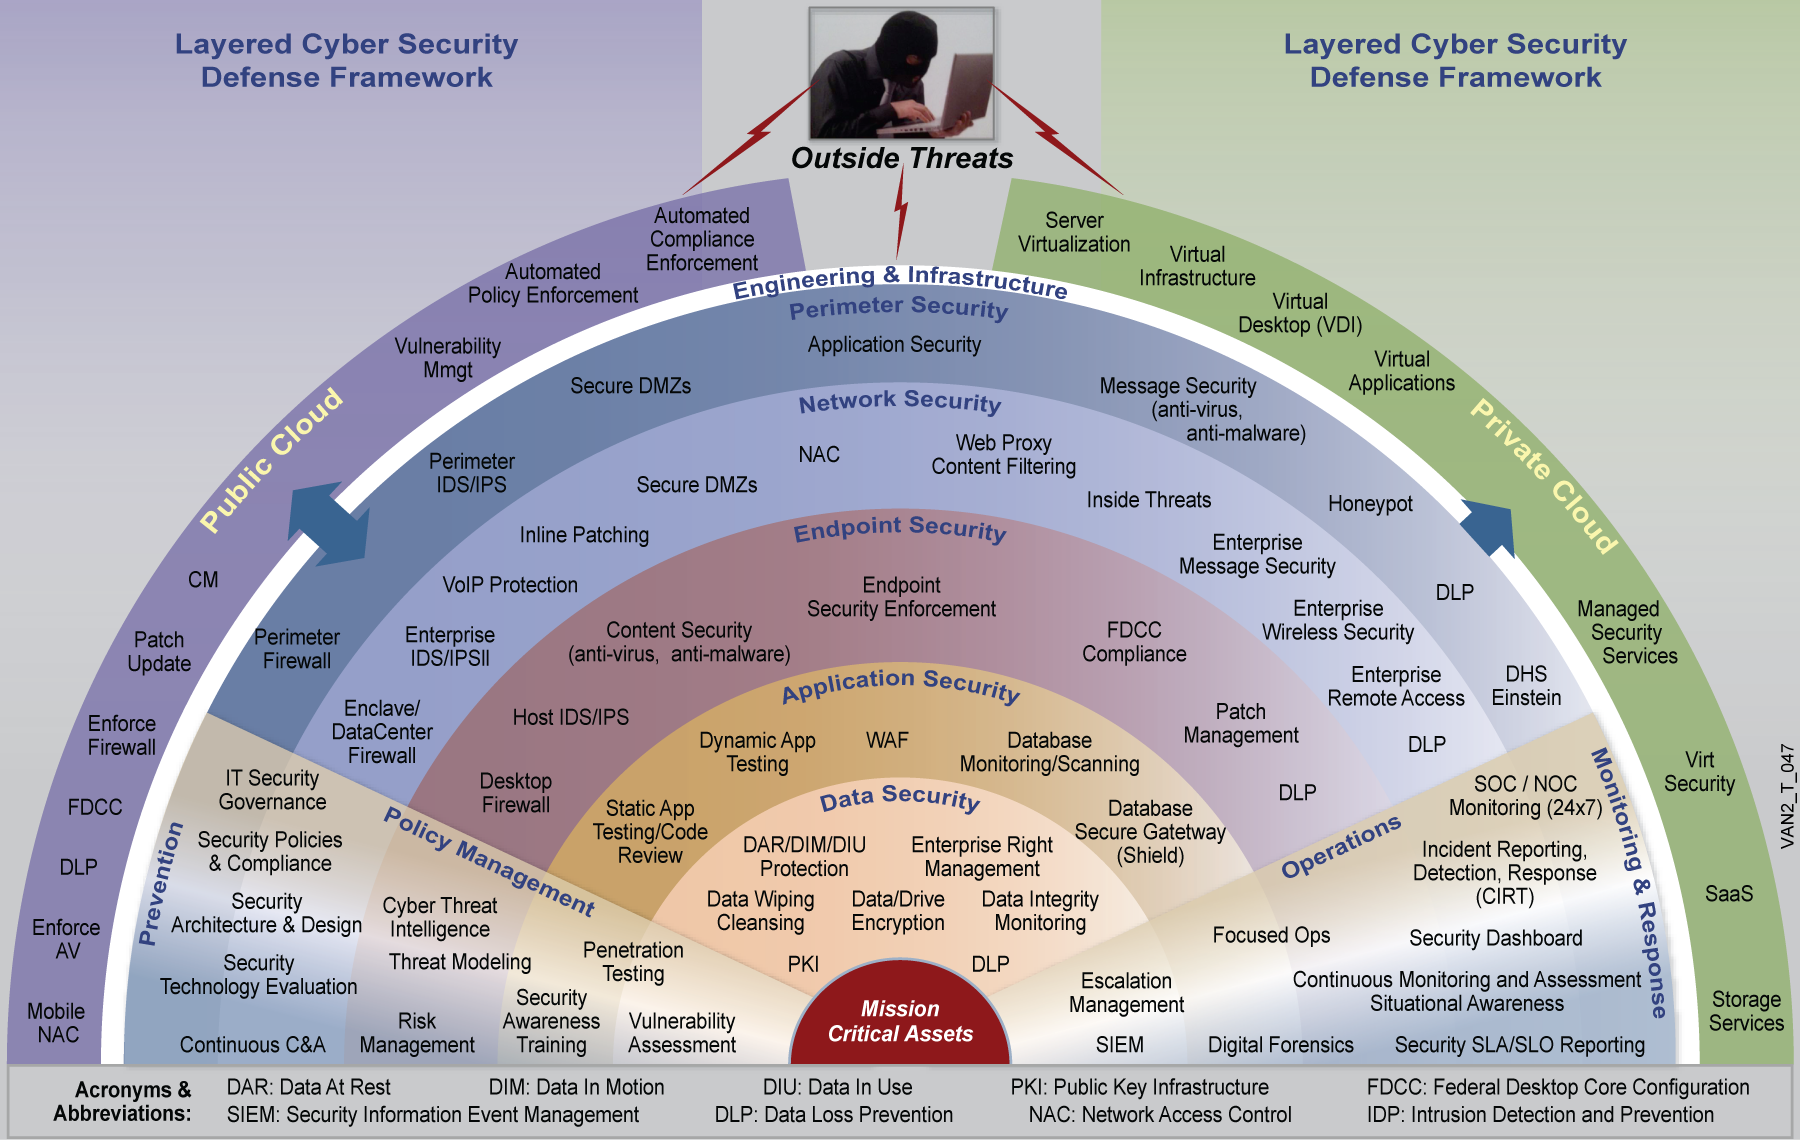 Layered Cyber Security
Defense Framework
Layered Cyber Security
Defense Framework
Outside Threats
Public Cloud
Automated
Compliance
Enforcement
Automated
Policy Enforcement
Vulnerability
Mmgt
CM
Patch
Update
Enforce
Firewall
FDCC
DLP
Enforce
AV
Mobile
NAC
Private Cloud
Server
Virtualization
Virtual
Infrastructure
Virtual
Desktop (VDI)
Virtual
Applications
Managed
Security
Services
Virt
Security
SaaS
Storage
Services
Engineering & Infrastructure
Perimeter Security
Application Security
Secure DMZs
Message Security
(anti-virus,
anti-malware)
Perimeter
IDS/IPS
Honeypot
DLP
Perimeter
Firewall
DHS
Einstein
Network Security
NAC
Web Proxy
Content Filtering
Secure DMZs
Inside Threats
Inline Patching
Enterprise
Message Security
VoIP Protection
Enterprise
Wireless Security
Enterprise
IDS/IPSII
Enterprise
Remote Access
Enclave/
DataCenter
Firewall
DLP
Endpoint Security
Endpoint
Security Enforcement
Content Security
(anti-virus, anti-malware)
FDCC
Compliance
Host IDS/IPS
Patch
Management
Desktop
Firewall
DLP
Application Security
Dynamic App
Testing
WAF
Database
Monitoring/Scanning
Static App
Testing/Code
Review
Database
Secure Gatetway
(Shield)
Data Security
DAR/DIM/DIU
Protection
Enterprise Right
Management
Data Wiping
Cleansing
Data/Drive
Encryption
Data Integrity
Monitoring
PKI
DLP
Mission
Critical Assets
Prevention
Policy Management
IT Security
Governance
Security Policies
& Compliance
Security
Architecture & Design
Security
Technology Evaluation
Continuous C&A
Cyber Threat
Intelligence
Threat Modeling
Risk
Management
Penetration
Testing
Security
Awareness
Training
Vulnerability
Assessment
Operations
Monitoring & Response
SOC / NOC
Monitoring (24x7)
Incident Reporting,
Detection, Response
(CIRT)
Focused Ops
Security Dashboard
Escalation
Management
Continuous Monitoring and Assessment
Situational Awareness
SIEM
Digital Forensics
Security SLA/SLO Reporting
VAN2_T_047
Acronyms &
Abbreviations:
DAR: Data At Rest
DIM: Data In Motion
DIU: Data In Use
PKI: Public Key Infrastructure
FDCC: Federal Desktop Core Configuration
SIEM: Security Information Event Management
DLP: Data Loss Prevention
NAC: Network Access Control
IDP: Intrusion Detection and Prevention